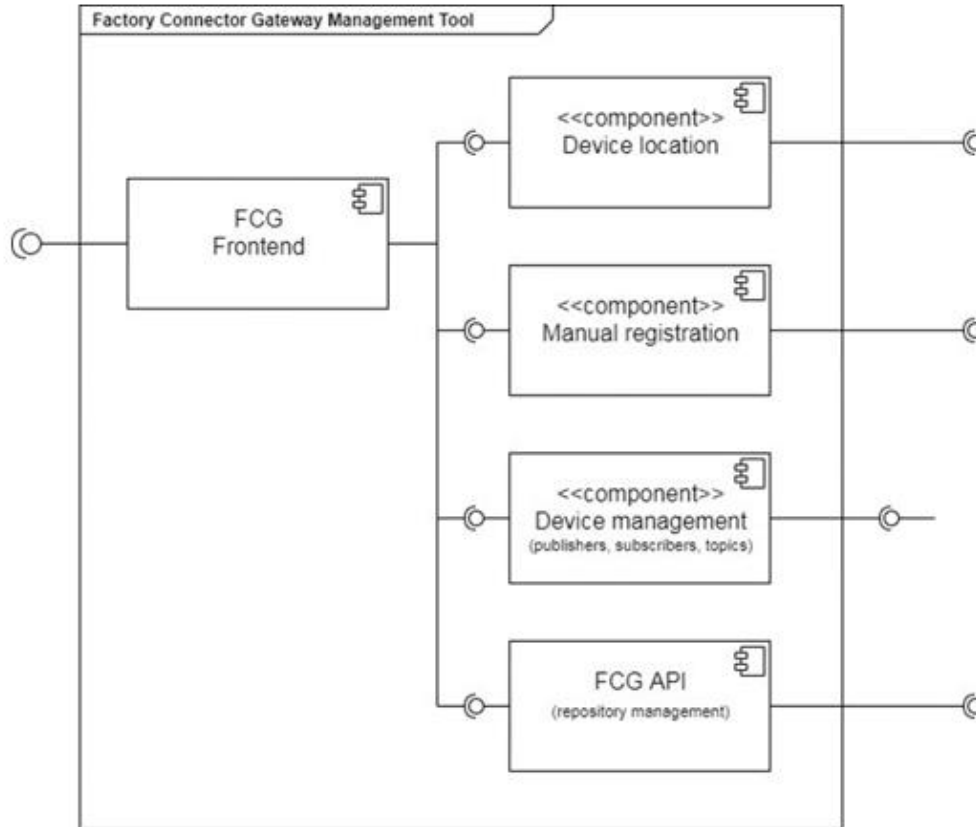 Factory Connector Gateway Management Tool
<<component>>
Device location
FCG
Frontend
<<component>>
Manual registration
<<component>>
Device management
(publishers, subscribers, topics)
FCG API
(repository management)